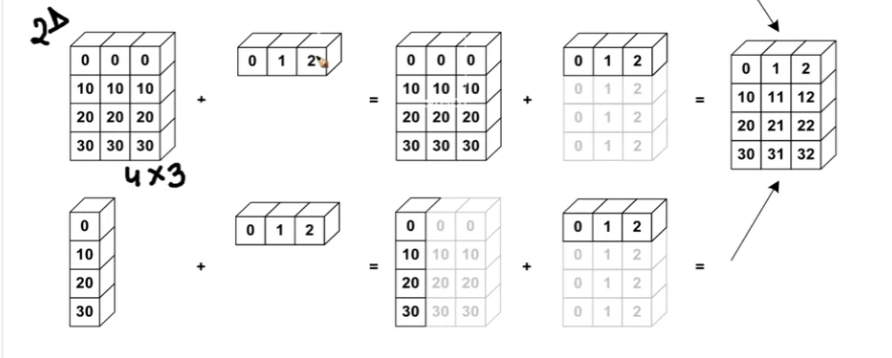 2D
0 0 0 0 1 2 0 0 0 0 1 2 0 1 2
10 10 10 10 10 10 0 1 2 10 11 12
+ = + =
20 20 20 20 20 20 0 1 2 20 21 22
30 30 30 30 30 30 0 1 2 30 31 32
4x3
0 0 1 2 0 0 0 0 1 2
10 10 10 10 0 1 2
+ = + =
20 20 20 20 0 1 2
30 30 30 30 0 1 2